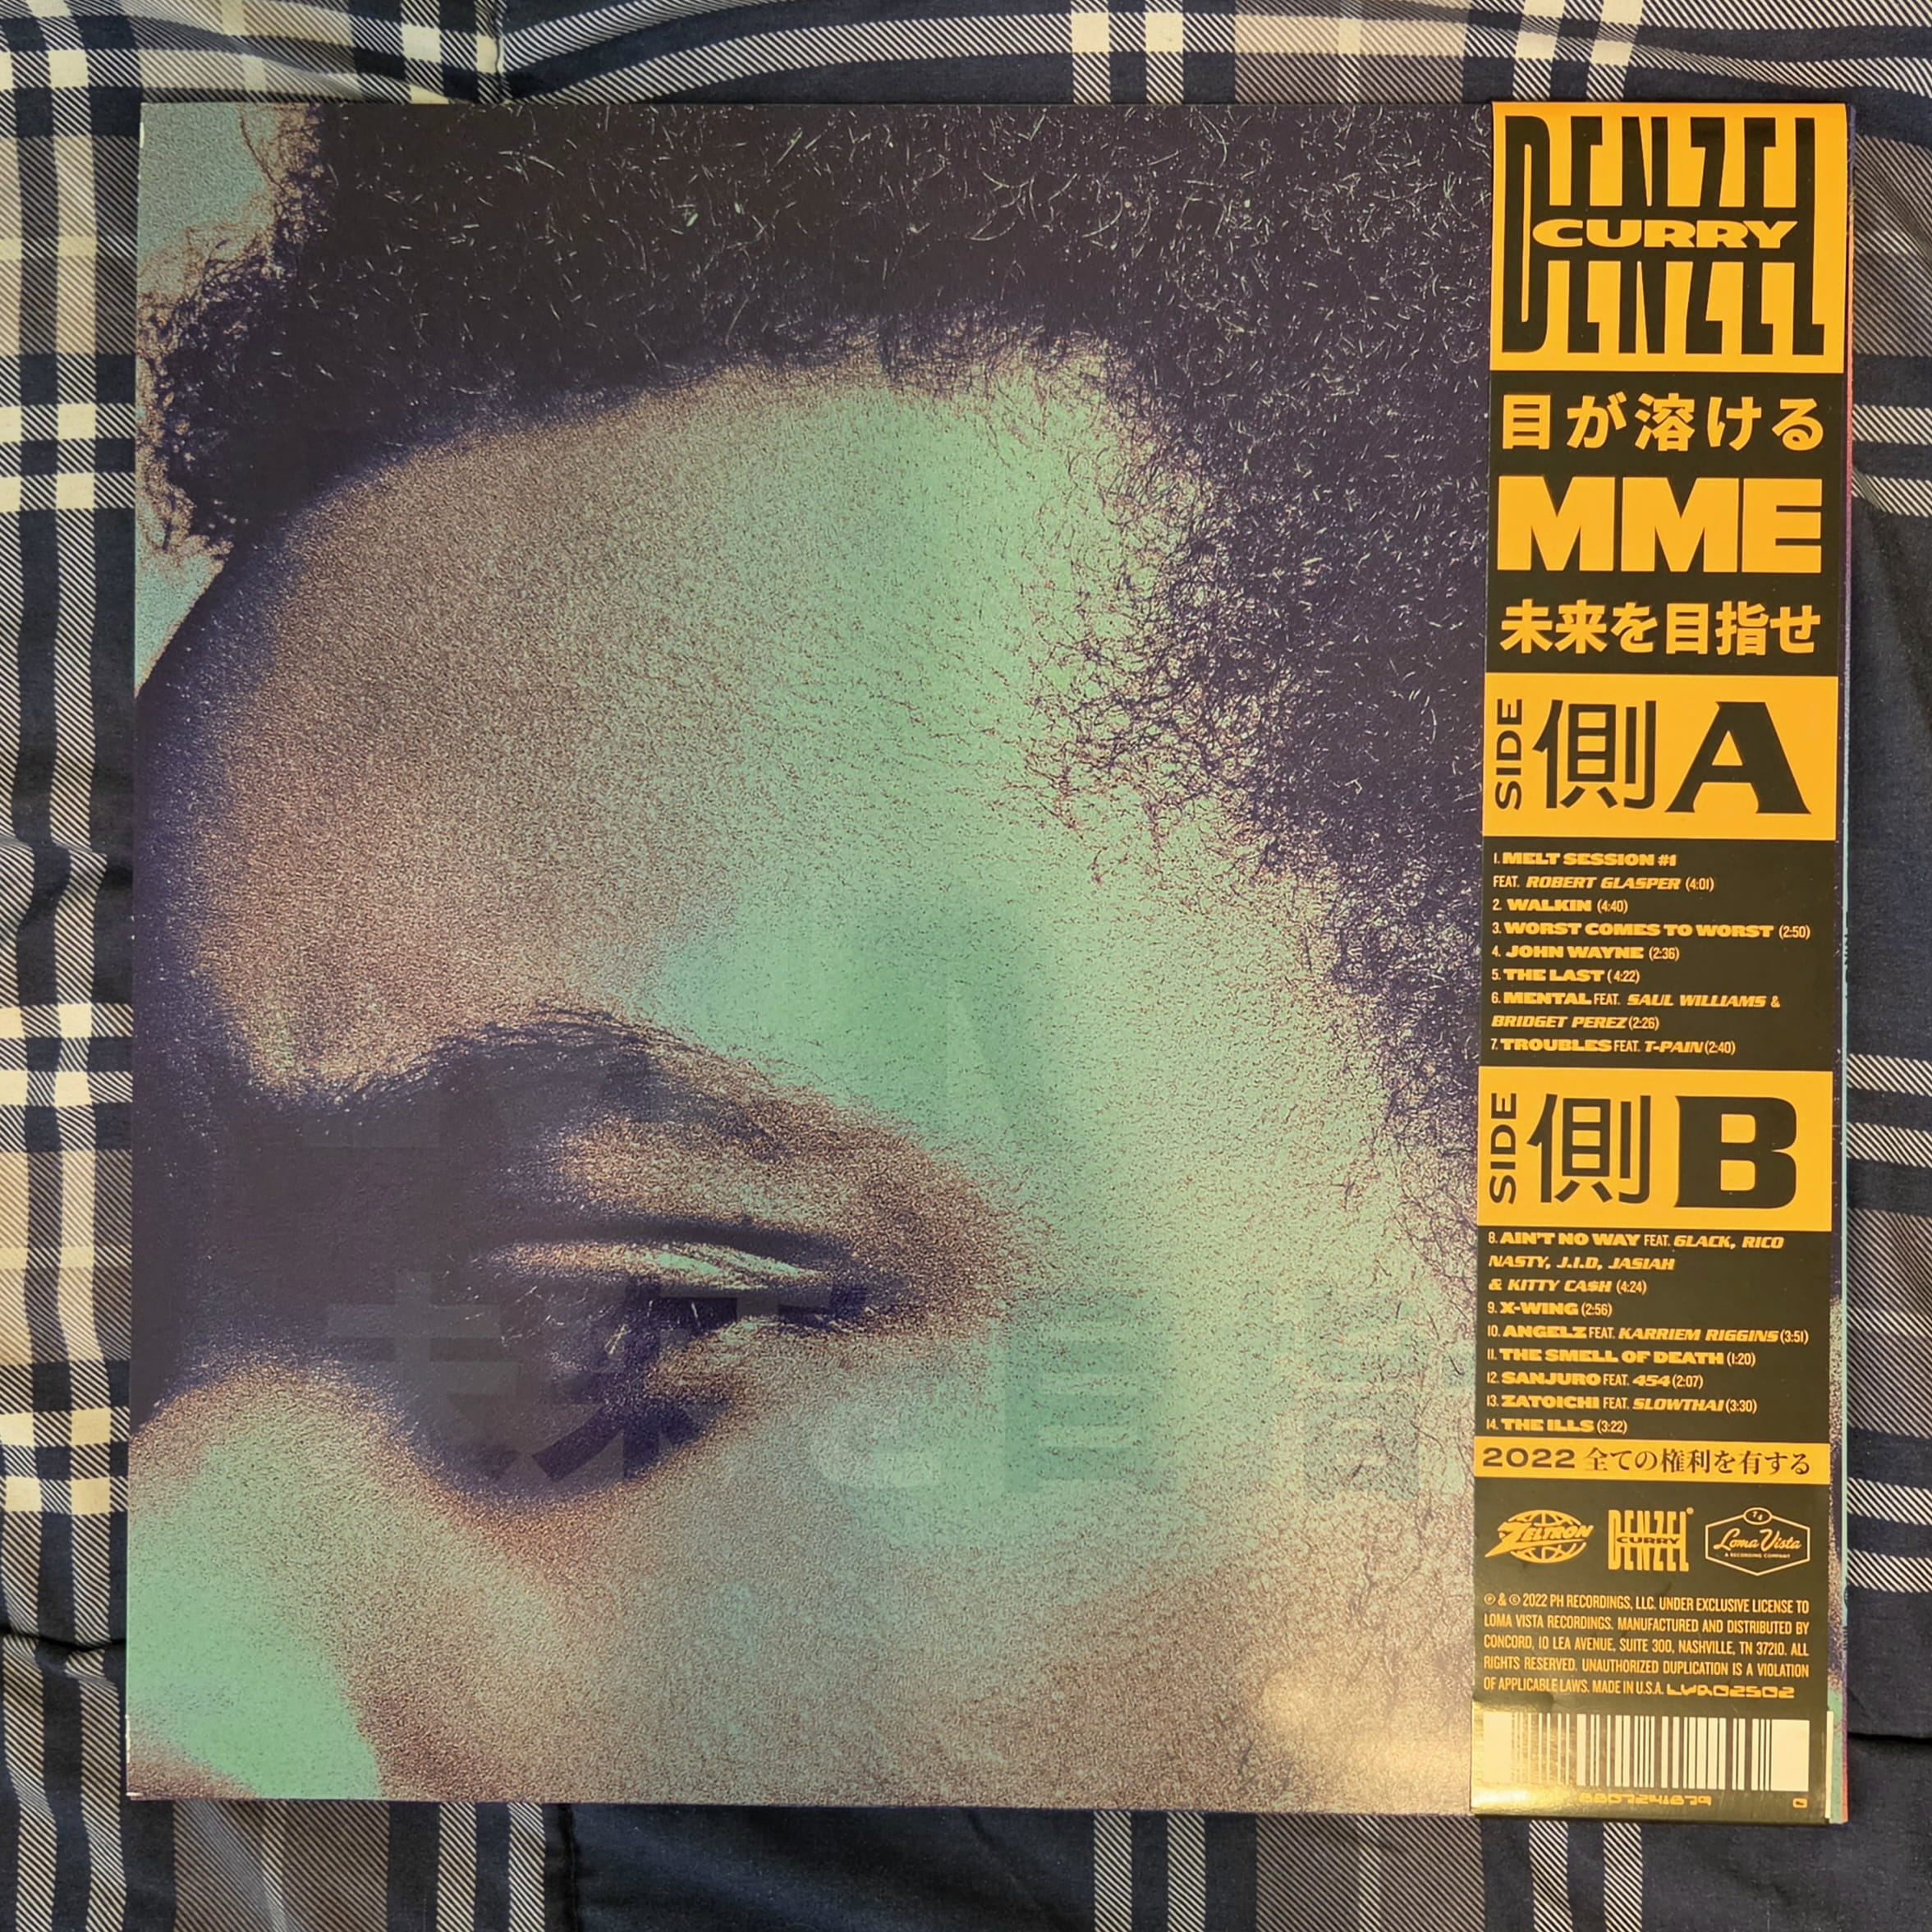 DENZEL
CURRY
DENZEL
目が溶ける
MME
未来を目指せ
SIDE 側 A
1. MELT SESSION #1
FEAT. ROBERT GLASPER (4:01)
2. WALKIN (4:40)
3. WORST COMES TO WORST (2:50)
4. JOHN WAYNE (2:36)
5. THE LAST (4:22)
6. MENTAL FEAT. SAUL WILLIAMS &
BRIDGET PEREZ (2:26)
7. TROUBLES FEAT. T-PAIN (2:40)
SIDE 側 B
8. AIN'T NO WAY FEAT. 6LACK, RICO
NASTY, J.I.D, JASIAH
& KITTY CA$H (4:24)
9. X-WING (2:56)
10. ANGELZ FEAT. KARRIEM RIGGINS (3:51)
11. THE SMELL OF DEATH (1:20)
12. SANJURO FEAT. 454 (2:07)
13. ZATOICHI FEAT. SLOWTHAI (3:30)
14. THE ILLS (3:22)
2022 全ての権利を有する
ZELTRON
DENZEL CURRY
Loma Vista
A RECORDING COMPANY
℗ & © 2022 PH RECORDINGS, LLC. UNDER EXCLUSIVE LICENSE TO
LOMA VISTA RECORDINGS. MANUFACTURED AND DISTRIBUTED BY
CONCORD, 10 LEA AVENUE, SUITE 300, NASHVILLE, TN 37210. ALL
RIGHTS RESERVED. UNAUTHORIZED DUPLICATION IS A VIOLATION
OF APPLICABLE LAWS. MADE IN U.S.A. LVR02502